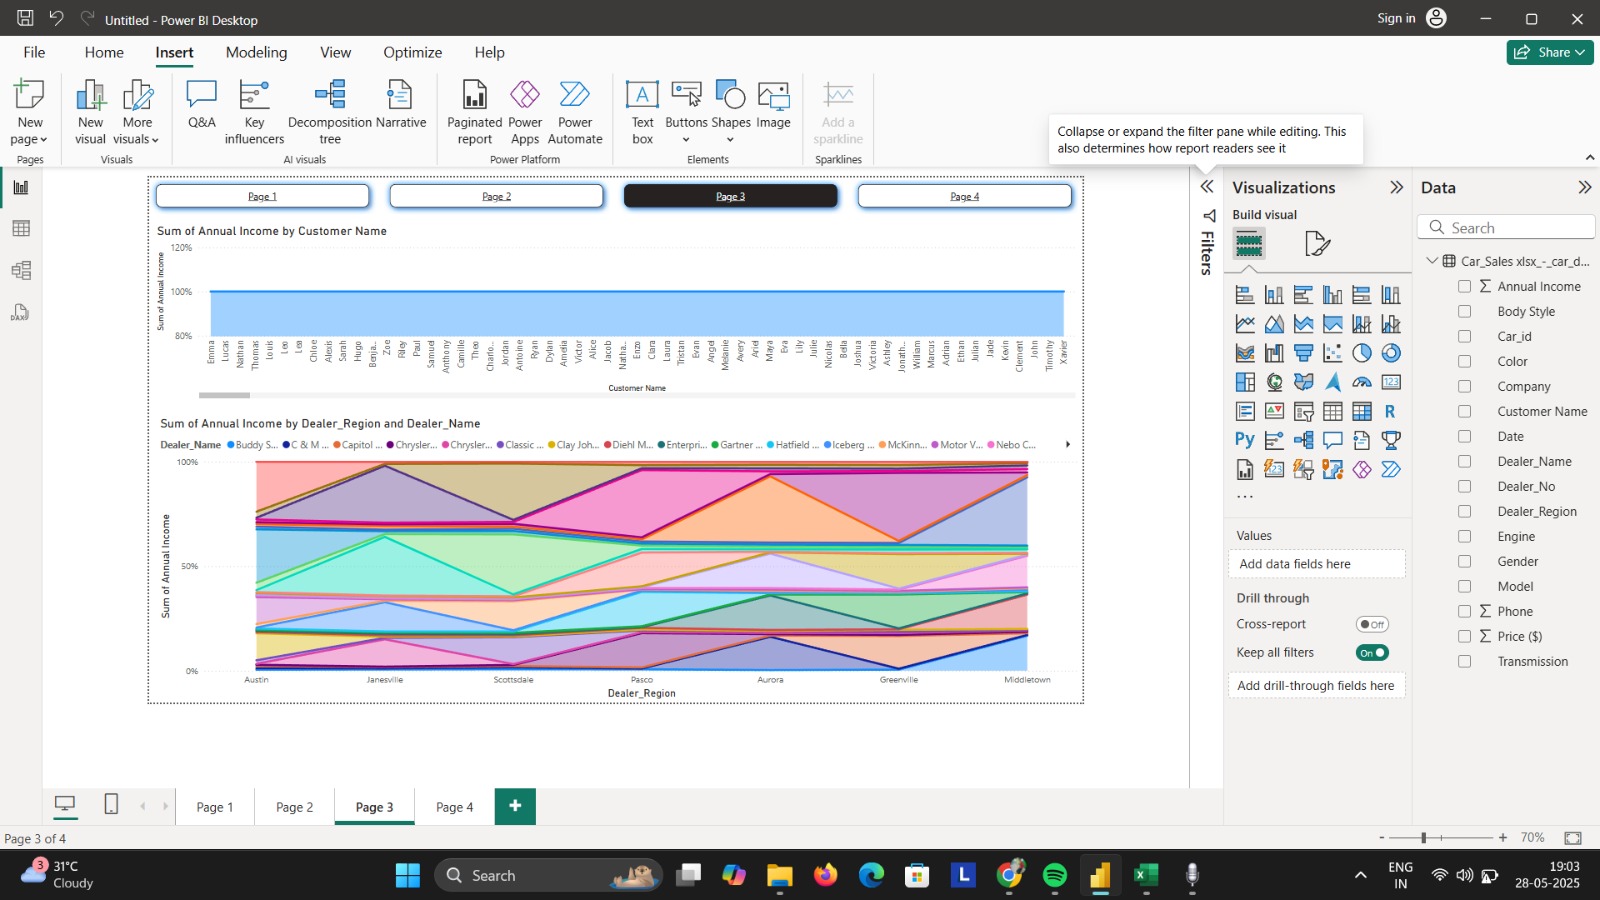 Untitled - Power BI Desktop
Sign in
File Home Insert Modeling View Optimize Help
Share
New page
New visual
More visuals
Q&A
Key influencers
Decomposition tree
Narrative
Paginated report
Power Apps
Power Automate
Text box
Buttons
Shapes
Image
Add a sparkline
Pages Visuals AI visuals Power Platform Elements Sparklines
Collapse or expand the filter pane while editing. This
also determines how report readers see it
Page 1 Page 2 Page 3 Page 4
Sum of Annual Income by Customer Name
Sum of Annual Income
120%
100%
80%
Emma Lucas Nathan Thomas Louis Leo Lea Chloe Alexis Sarah Hugo Benja... Zoe Riley Paul Samuel Anthony Camille Theo Charlo... Jordan Antoine Ryan Dylan Amelia Victor Alice Jacob Natha... Enzo Clara Laura Tristan Evan Angel Melanie Avery Ariel Maya Eva Lily Julie Nicolas Bella Joshua Victoria Ashley Jonath... William Marcus Adrian Ethan Julian Jade Kevin Clement John Timothy Xavier
Customer Name
Sum of Annual Income by Dealer_Region and Dealer_Name
Dealer_Name Buddy S... C & M ... Capitol ... Chrysler... Chrysler... Classic ... Clay Joh... Diehl M... Enterpri... Gartner ... Hatfield ... Iceberg ... McKinn... Motor V... Nebo C...
Sum of Annual Income
100%
50%
0%
Austin Janesville Scottsdale Pasco Aurora Greenville Middletown
Dealer_Region
Filters
Visualizations
Build visual
123
R
Py
...
Values
Add data fields here
Drill through
Cross-report Off
Keep all filters On
Add drill-through fields here
Data
Search
Car_Sales xlsx_-_car_d...
Annual Income
Body Style
Car_id
Color
Company
Customer Name
Date
Dealer_Name
Dealer_No
Dealer_Region
Engine
Gender
Model
Phone
Price ($)
Transmission
Page 1 Page 2 Page 3 Page 4 +
Page 3 of 4
- + 70%
3
31°C
Cloudy
Search
L
ENG
IN
19:03
28-05-2025